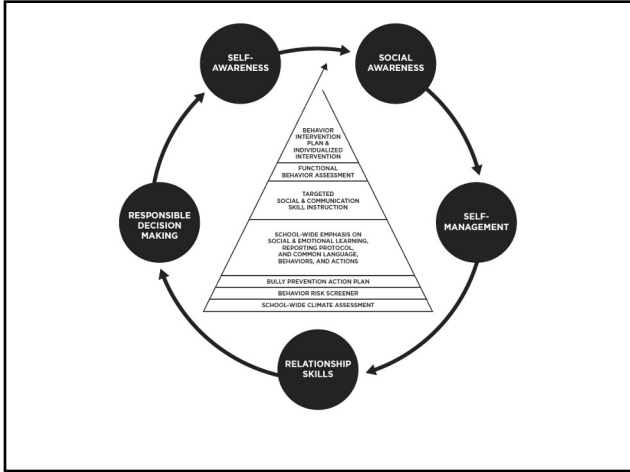 SELF-
AWARENESS
SOCIAL
AWARENESS
BEHAVIOR
INTERVENTION
PLAN &
INDIVIDUALIZED
INTERVENTION
FUNCTIONAL
BEHAVIOR ASSESSMENT
TARGETED
SOCIAL & COMMUNICATION
SKILL INSTRUCTION
RESPONSIBLE
DECISION
MAKING
SELF-
MANAGEMENT
SCHOOL-WIDE EMPHASIS ON
SOCIAL & EMOTIONAL LEARNING,
REPORTING PROTOCOL,
AND COMMON LANGUAGE,
BEHAVIORS, AND ACTIONS
BULLY PREVENTION ACTION PLAN
BEHAVIOR RISK SCREENER
SCHOOL-WIDE CLIMATE ASSESSMENT
RELATIONSHIP
SKILLS